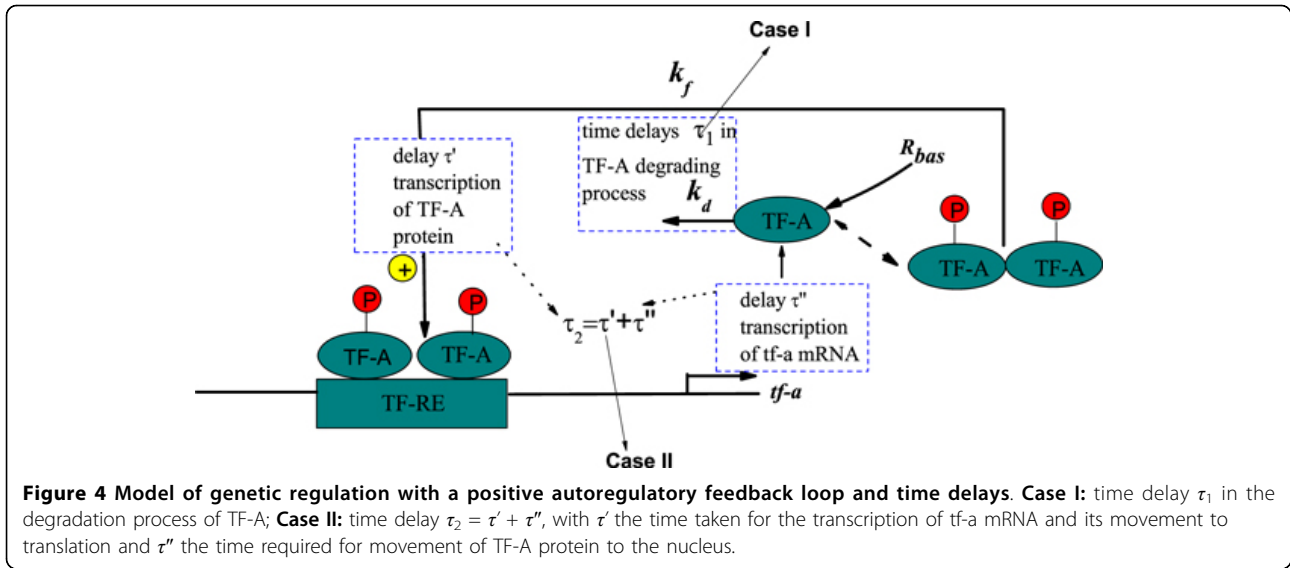 Case I
k_f
time delays τ₁ in
TF-A degrading
process
k_d
R_bas
delay τ'
transcription
of TF-A
protein
+
TF-A
P
P
TF-A
TF-A
P
P
TF-A
TF-A
TF-RE
τ₂=τ'+τ''
delay τ''
transcription
of tf-a mRNA
tf-a
Case II
Figure 4 Model of genetic regulation with a positive autoregulatory feedback loop and time delays. Case I: time delay τ₁ in the
degradation process of TF-A; Case II: time delay τ₂ = τ′ + τ″, with τ′ the time taken for the transcription of tf-a mRNA and its movement to
translation and τ″ the time required for movement of TF-A protein to the nucleus.